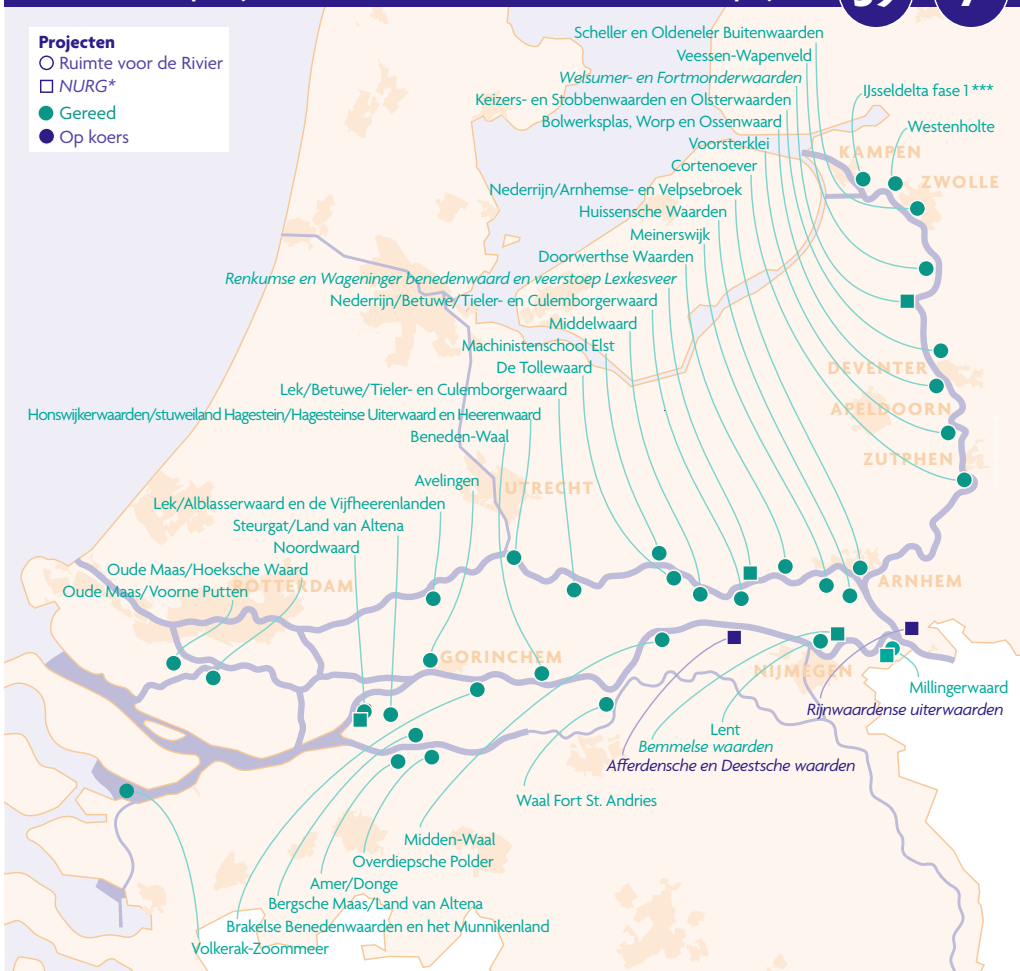 39 7
Projecten
Ruimte voor de Rivier
NURG*
Gereed
Op koers
Scheller en Oldeneler Buitenwaarden
Veessen-Wapenveld
Welsumer- en Fortmonderwaarden
Keizers- en Stobbenwaarden en Olsterwaarden
Bolwerksplas, Worp en Ossenwaard
Voorsterklei
Cortenoever
Nederrijn/Arnhemse- en Velpsebroek
Huissensche Waarden
Meinerswijk
Doorwerthse Waarden
Renkumse en Wageninger benedenwaard en veerstoep Lexkesveer
Nederrijn/Betuwe/Tieler- en Culemborgerwaard
Middelwaard
Machinistenschool Elst
De Tollewaard
Lek/Betuwe/Tieler- en Culemborgerwaard
Honswijkerwaarden/stuweiland Hagestein/Hagesteinse Uiterwaard en Heerenwaard
Beneden-Waal
Avelingen
Lek/Alblasserwaard en de Vijfheerenlanden
Steurgat/Land van Altena
Noordwaard
Oude Maas/Hoeksche Waard
Oude Maas/Voorne Putten
IJsseldelta fase 1 ***
Westenholte
KAMPEN
ZWOLLE
DEVENTER
APELDOORN
ZUTPHEN
UTRECHT
ROTTERDAM
ARNHEM
GORINCHEM
NIJMEGEN
Millingerwaard
Rijnwaardense uiterwaarden
Lent
Bemmelse waarden
Afferdensche en Deestsche waarden
Waal Fort St. Andries
Midden-Waal
Overdiepsche Polder
Amer/Donge
Bergsche Maas/Land van Altena
Brakelse Benedenwaarden en het Munnikenland
Volkerak-Zoommeer